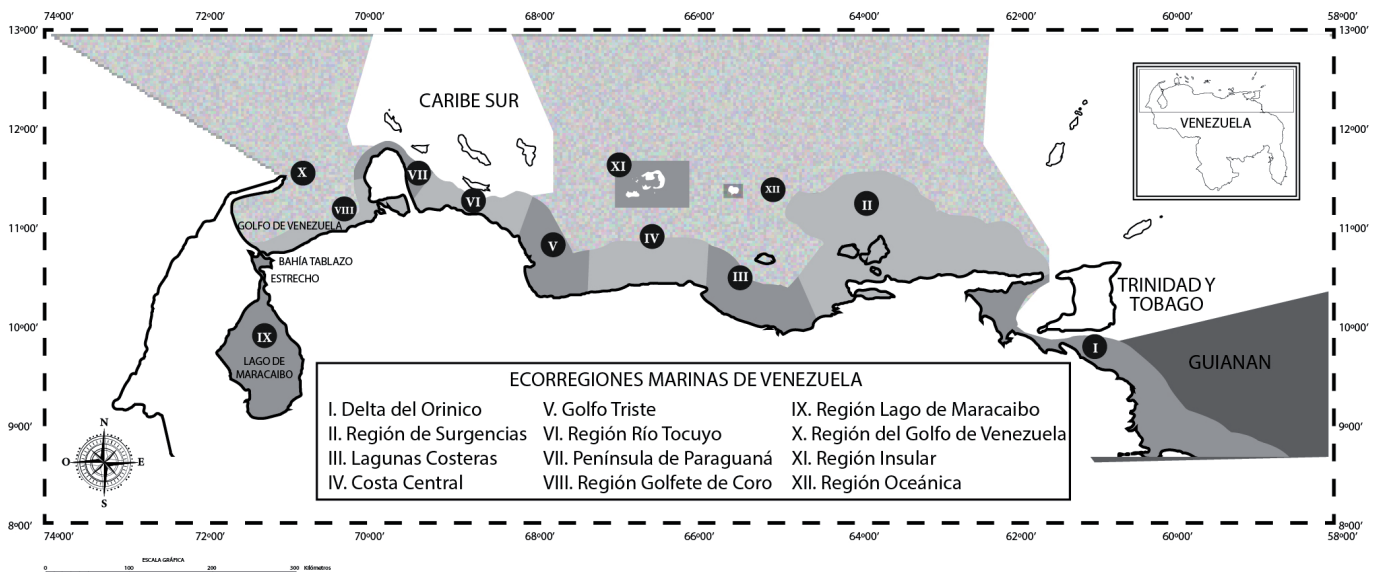 74º00' 72º00' 70º00' 68º00' 66º00' 64º00' 62º00' 60º00' 58º00'
13º00' 13º00'
CARIBE SUR
VENEZUELA
12º00' 12º00'
XI
X VII
XII
VI II
VIII
GOLFO DE VENEZUELA
11º00' 11º00'
V IV
BAHÍA TABLAZO
ESTRECHO
III
TRINIDAD Y
TOBAGO
10º00' 10º00'
IX
I
LAGO DE
MARACAIBO
GUIANAN
ECORREGIONES MARINAS DE VENEZUELA
I. Delta del Orinico
II. Región de Surgencias
III. Lagunas Costeras
IV. Costa Central
V. Golfo Triste
VI. Región Río Tocuyo
VII. Península de Paraguaná
VIII. Región Golfete de Coro
IX. Región Lago de Maracaibo
X. Región del Golfo de Venezuela
XI. Región Insular
XII. Región Oceánica
9º00' 9º00'
N
O E
S
8º00' 8º00'
74º00' 72º00' 70º00' 68º00' 66º00' 64º00' 62º00' 60º00' 58º00'
ESCALA GRÁFICA
0 100 200 300 Kilómetros